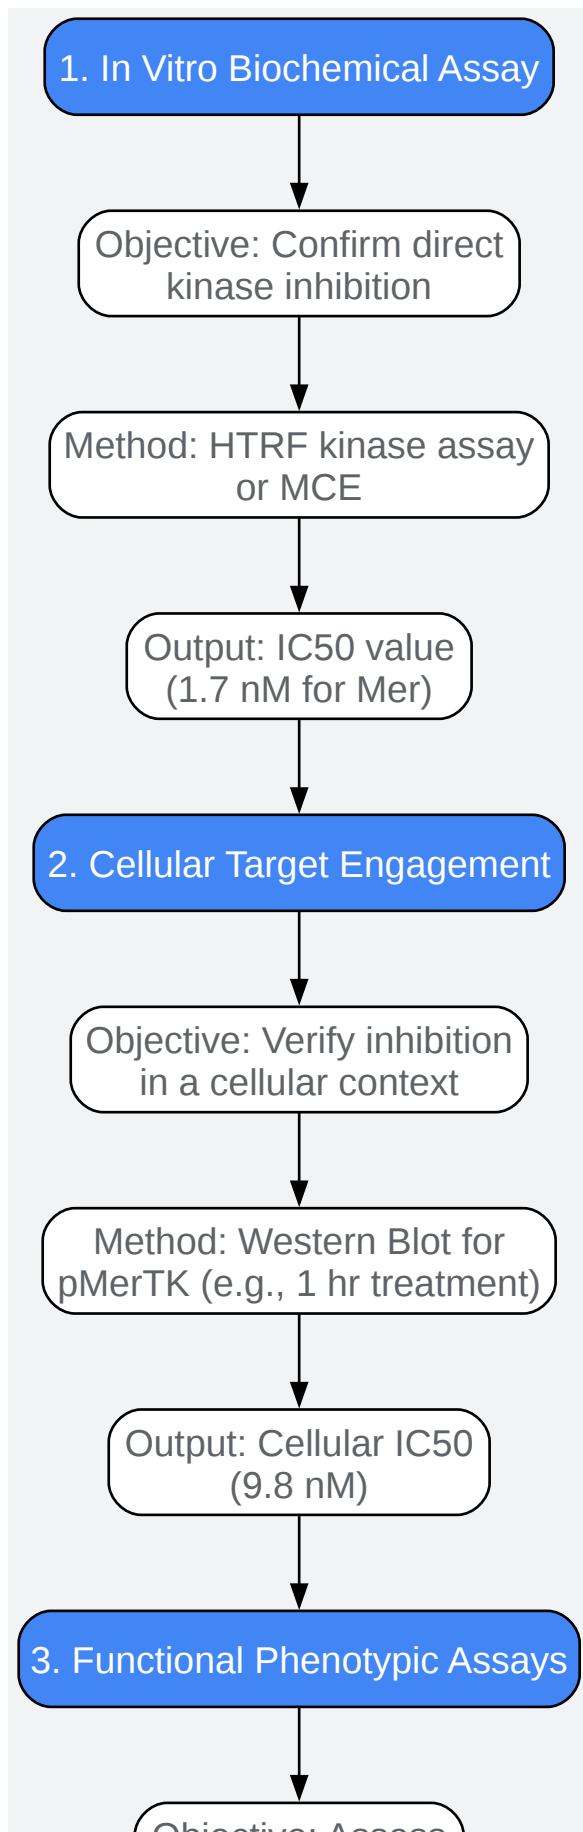 1. In Vitro Biochemical Assay
Objective: Confirm direct
kinase inhibition
Method: HTRF kinase assay
or MCE
Output: IC50 value
(1.7 nM for Mer)
2. Cellular Target Engagement
Objective: Verify inhibition
in a cellular context
Method: Western Blot for
pMerTK (e.g., 1 hr treatment)
Output: Cellular IC50
(9.8 nM)
3. Functional Phenotypic Assays
Objective: Assess